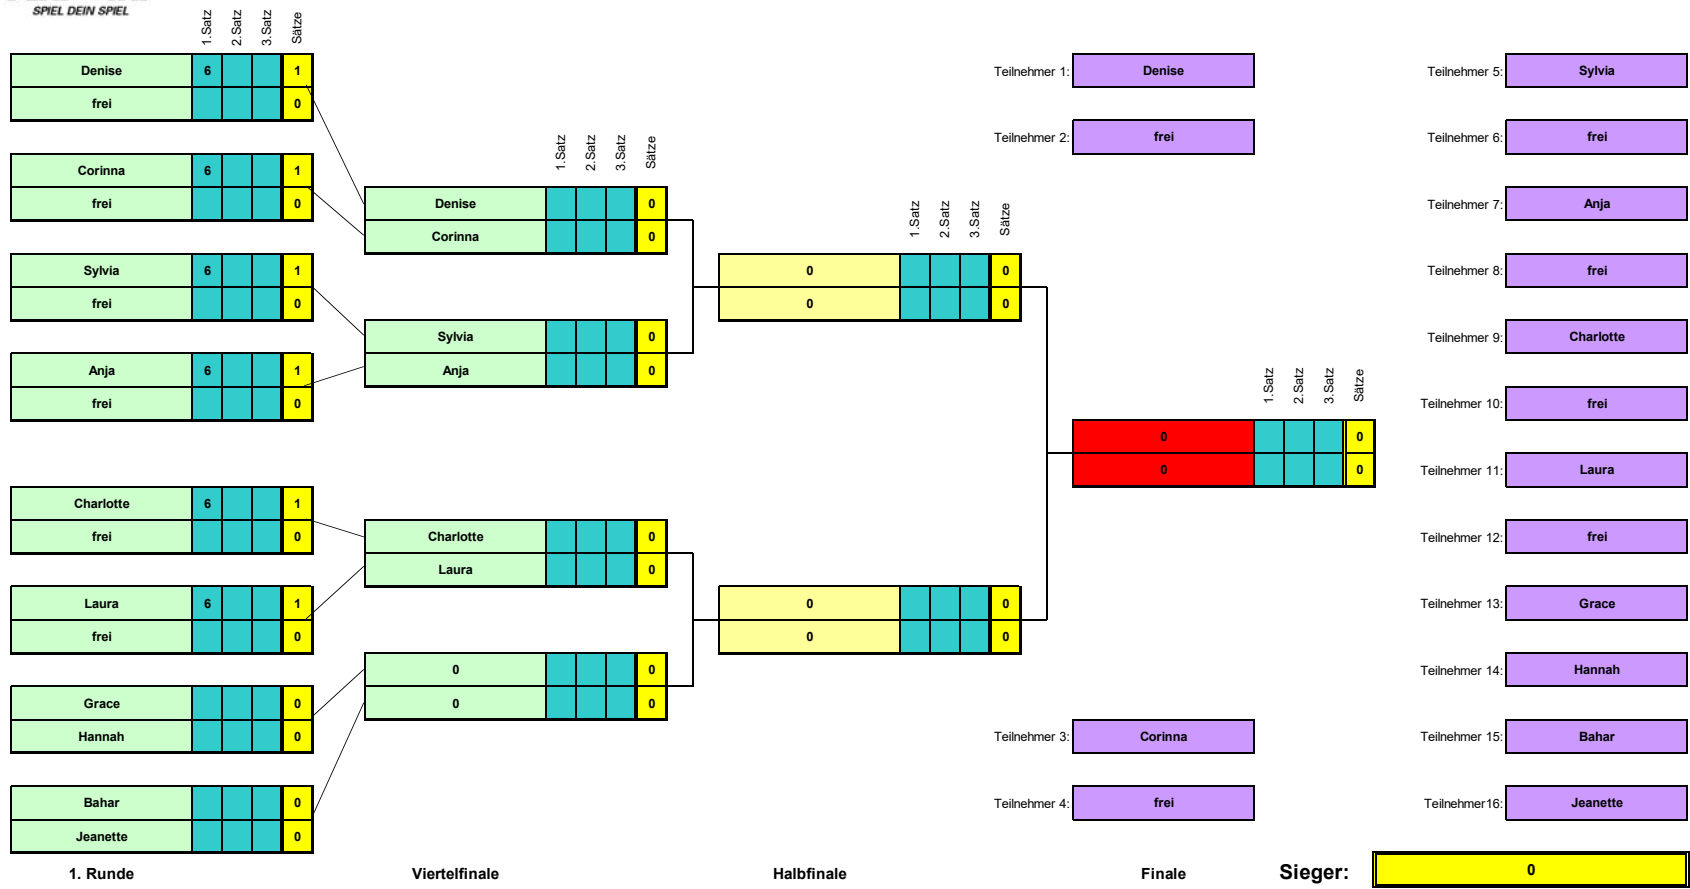 SPIEL DEIN SPIEL
1.Satz 2.Satz 3.Satz Sätze
Denise 6 1
frei 0
Corinna 6 1
frei 0
Sylvia 6 1
frei 0
Anja 6 1
frei 0
Charlotte 6 1
frei 0
Laura 6 1
frei 0
Grace 0
Hannah 0
Bahar 0
Jeanette 0
1. Runde
1.Satz 2.Satz 3.Satz Sätze
Denise 0
Corinna 0
Sylvia 0
Anja 0
Charlotte 0
Laura 0
0 0
0 0
Viertelfinale
1.Satz 2.Satz 3.Satz Sätze
0 0
0 0
0 0
0 0
Halbfinale
Teilnehmer 1: Denise
Teilnehmer 2: frei
1.Satz 2.Satz 3.Satz Sätze
0 0
0 0
Teilnehmer 3: Corinna
Teilnehmer 4: frei
Finale
Teilnehmer 5: Sylvia
Teilnehmer 6: frei
Teilnehmer 7: Anja
Teilnehmer 8: frei
Teilnehmer 9: Charlotte
Teilnehmer 10: frei
Teilnehmer 11: Laura
Teilnehmer 12: frei
Teilnehmer 13: Grace
Teilnehmer 14: Hannah
Teilnehmer 15: Bahar
Teilnehmer16: Jeanette
Sieger: 0